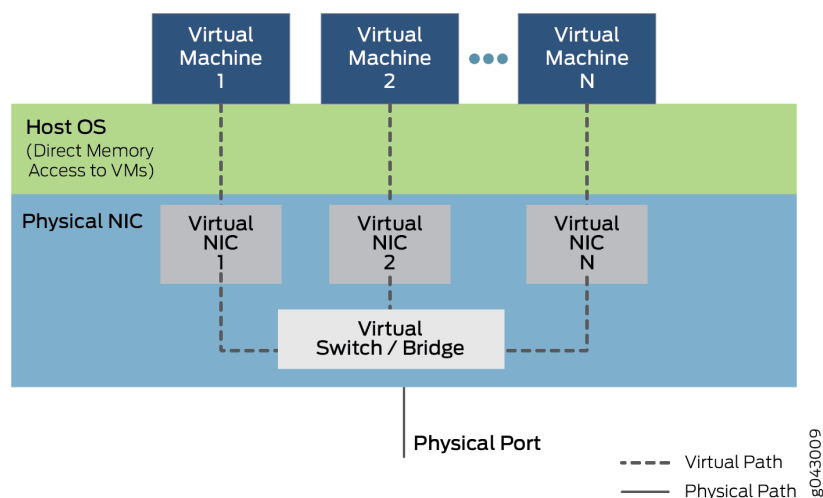 Virtual
Machine
1
Virtual
Machine
2
Virtual
Machine
N
Host OS
(Direct Memory
Access to VMs)
Physical NIC
Virtual
NIC
1
Virtual
NIC
2
Virtual
NIC
N
Virtual
Switch / Bridge
Physical Port
Virtual Path
Physical Path
g043009